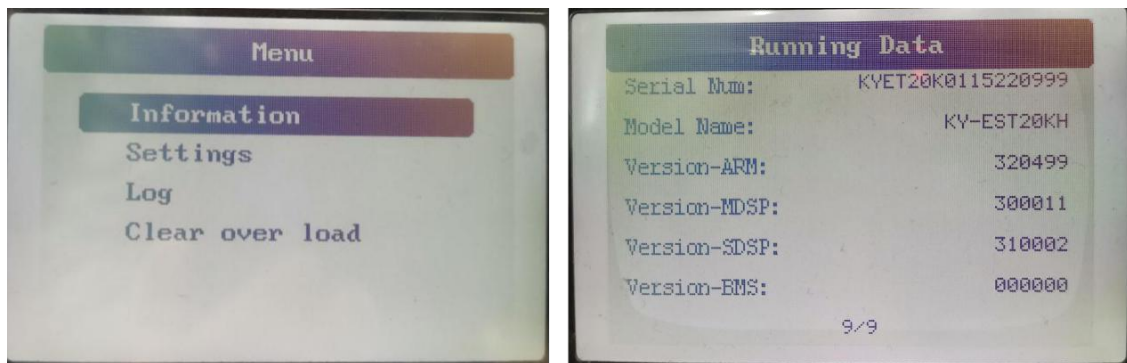 Menu
Information
Settings
Log
Clear over load
Running Data
Serial Num: KYET20K0115220999
Model Name: KY-EST20KH
Version-ARM: 320499
Version-MDSP: 300011
Version-SDSP: 310002
Version-BMS: 000000
9/9